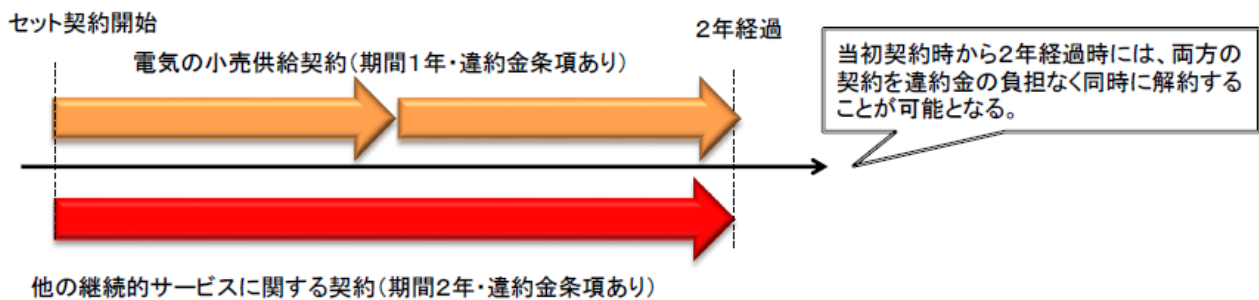 セット契約開始
2年経過
電気の小売供給契約(期間1年・違約金条項あり)
当初契約時から2年経過時には、両方の
契約を違約金の負担なく同時に解約する
ことが可能となる。
他の継続的サービスに関する契約(期間2年・違約金条項あり)